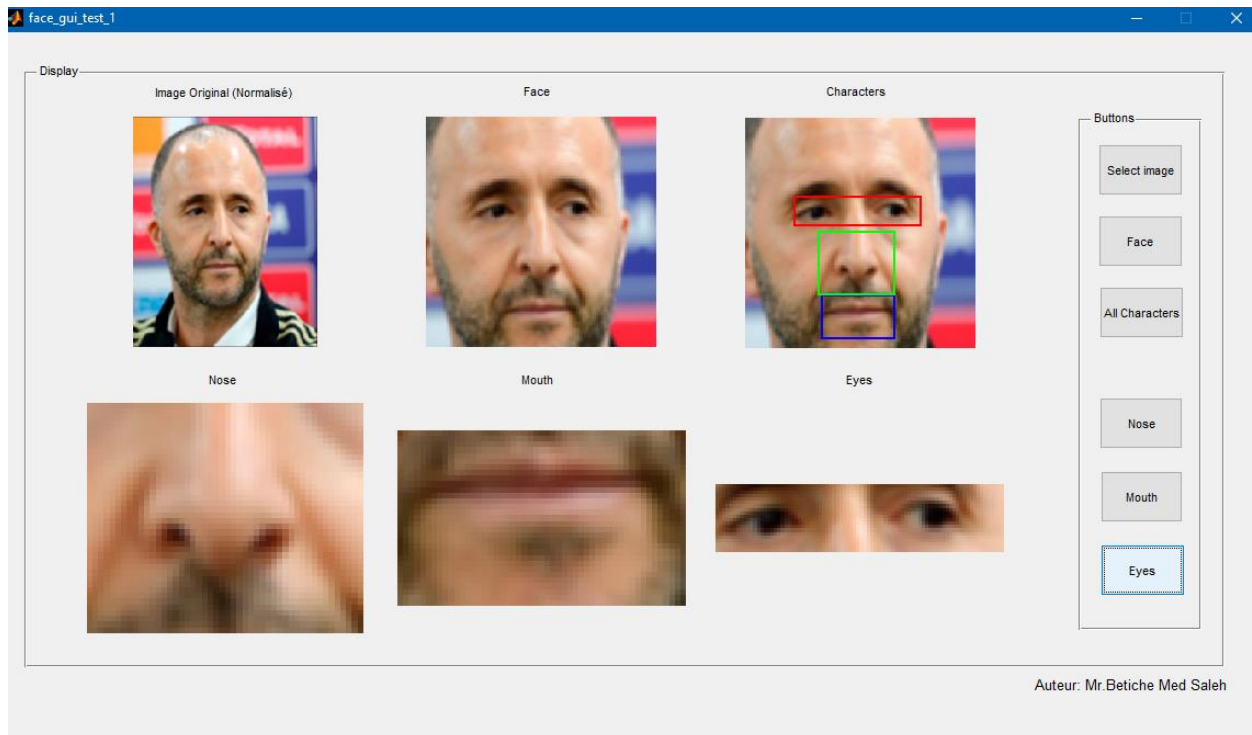 face_gui_test_1
Display
Image Original (Normalisé)
Face
Characters
Buttons
Select image
Face
All Characters
Nose
Mouth
Eyes
Nose
Mouth
Eyes
Auteur: Mr.Betiche Med Saleh